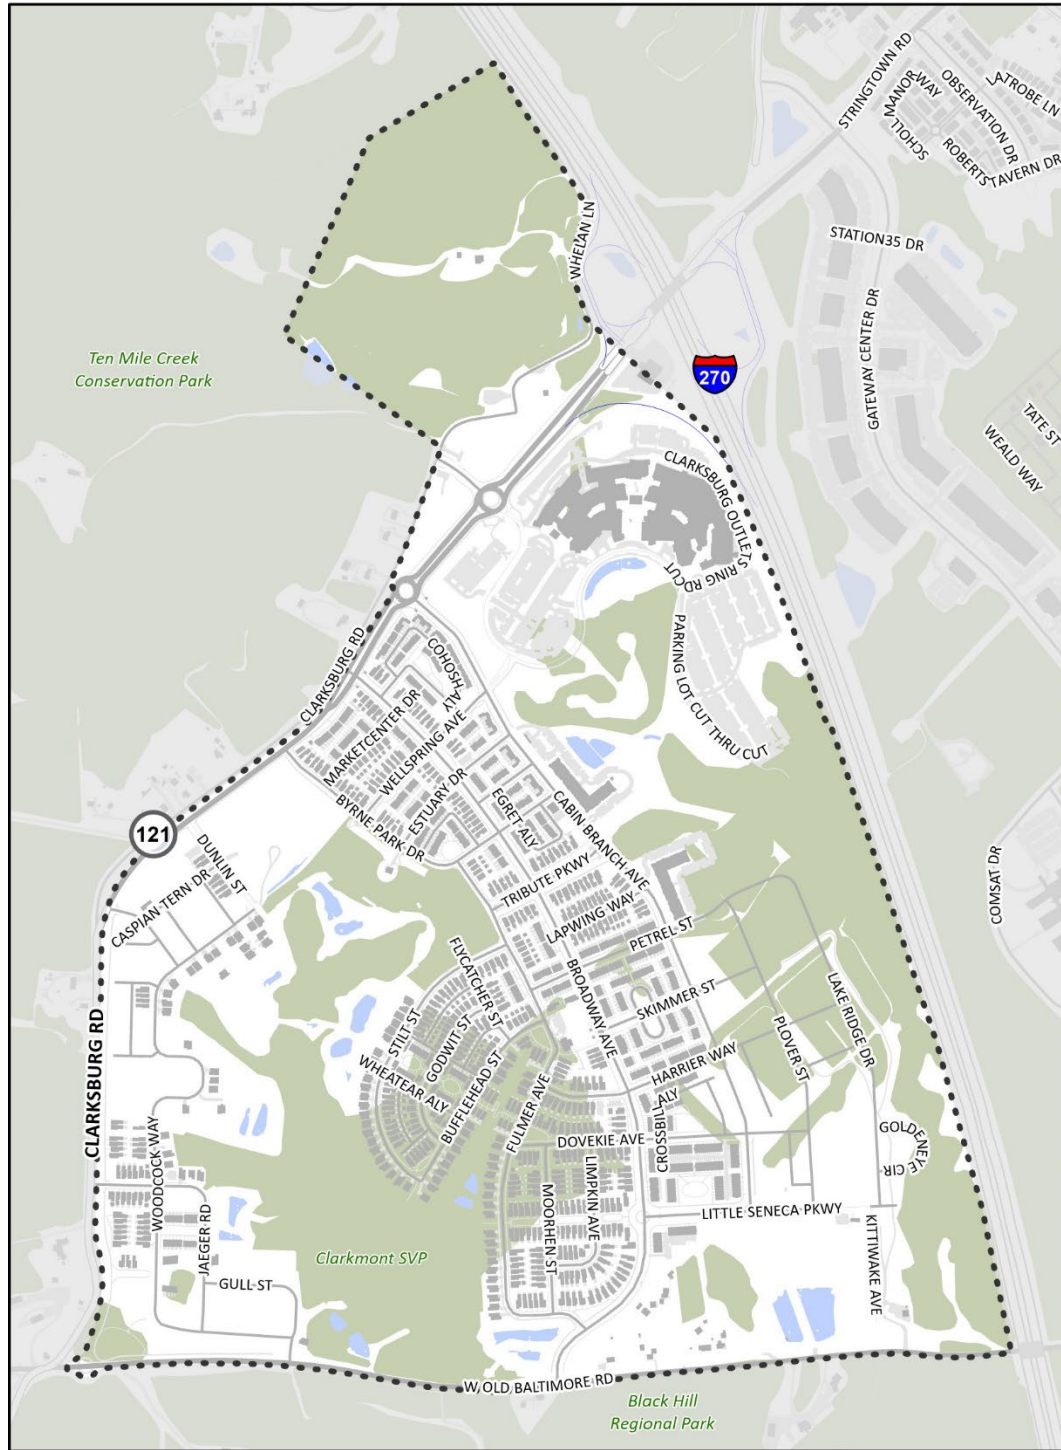 STRINGTOWN RD
MANOR
WAY
LATROBE LN
OBSERVATION DR
SCHOLL
ROBERTS
TAVERN DR
STATION35 DR
WHELAN LN
GATEWAY CENTER DR
Ten Mile Creek
Conservation Park
270
TATE ST
WEALD WAY
CLARKSBURG OUTLETS RING RD
CUT
PARKING LOT CUT THRU CUT
CLARKSBURG RD
COHOSH ALY
MARKETCENTER DR
WELLSPRING AVE
ESTUARY DR
BYRNE PARK DR
EGRET ALY
CABIN BRANCH AVE
121
DUNLIN ST
CASPIAN TERN DR
TRIBUTE PKWY
LAPWING WAY
COMSAT DR
PETREL ST
FLYCATCHER ST
BROADWAY AVE
SKIMMER ST
LAKE RIDGE DR
PLOVER ST
STILT ST
GODWIT ST
WHEATEAR ALY
BUFFLEHEAD ST
HARRIER WAY
FULMER AVE
CROSSBILL
ALY
CLARKSBURG RD
DOVEKIE AVE
GOLDENEYE CIR
WOODCOCK WAY
LIMPKIN AVE
MOORHEN ST
LITTLE SENECA PKWY
JAEGER RD
KITTIWAKE AVE
Clarkmont SVP
GULL ST
W OLD BALTIMORE RD
Black Hill
Regional Park